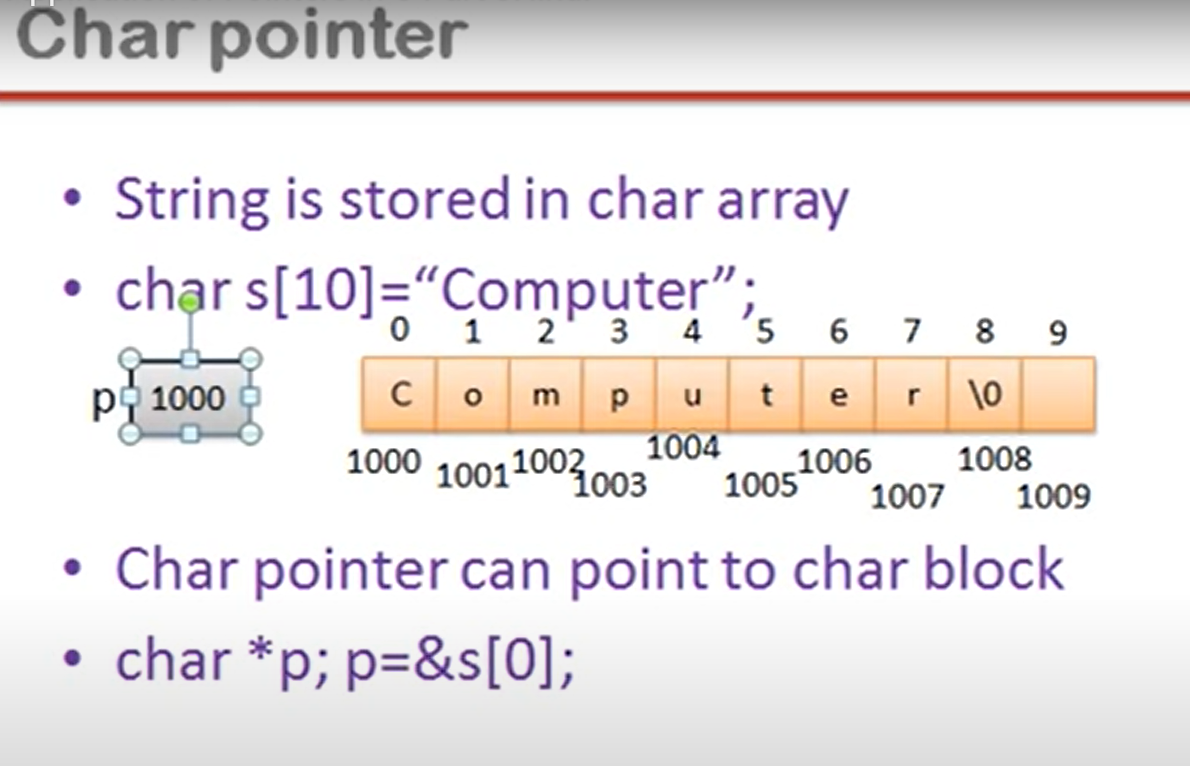 Char pointer
• String is stored in char array
• char s[10]=“Computer”;
0 1 2 3 4 5 6 7 8 9
p 1000 C o m p u t e r \0
1000 1001 1002 1003 1004 1005 1006 1007 1008 1009
• Char pointer can point to char block
• char *p; p=&s[0];